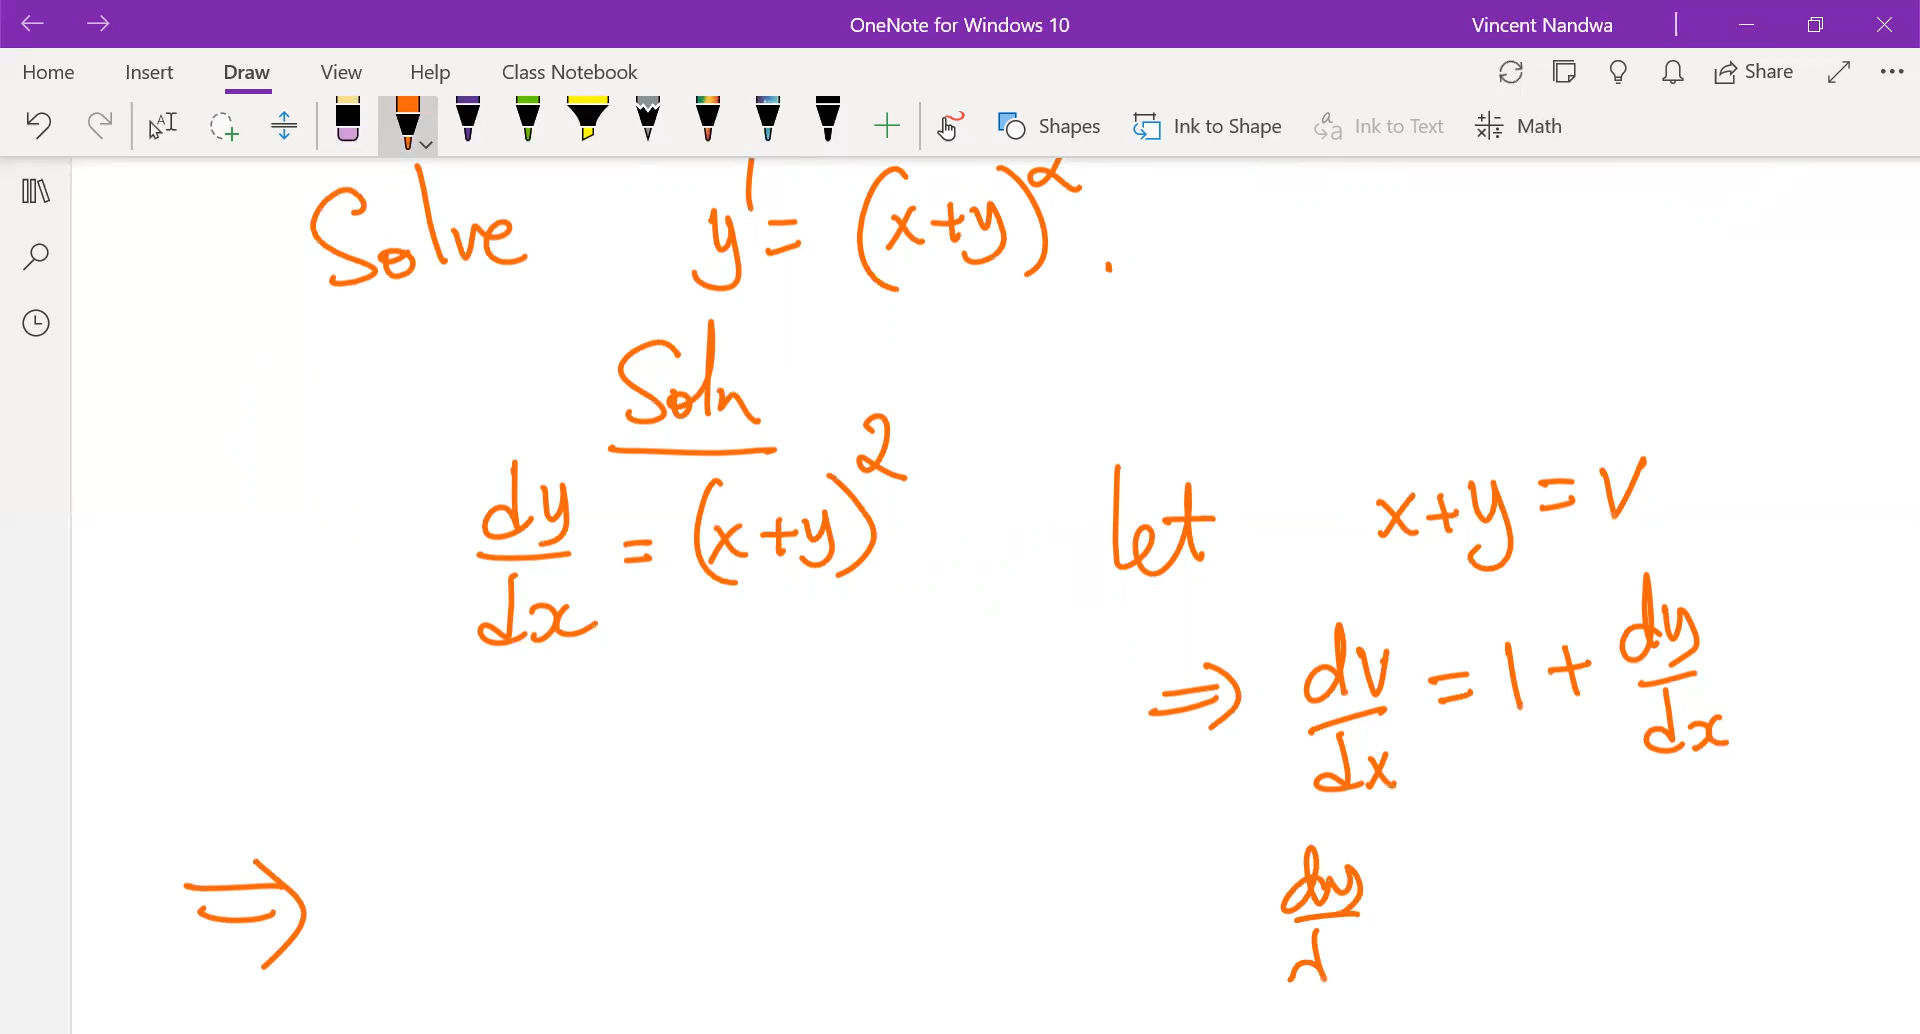 OneNote for Windows 10 Vincent Nandwa
Home Insert Draw View Help Class Notebook Share
Shapes Ink to Shape Ink to Text Math
Solve y' = (x+y)².
Soln
dy/dx = (x+y)² let x+y = v
⇒ dv/dx = 1 + dy/dx
⇒ dy/d